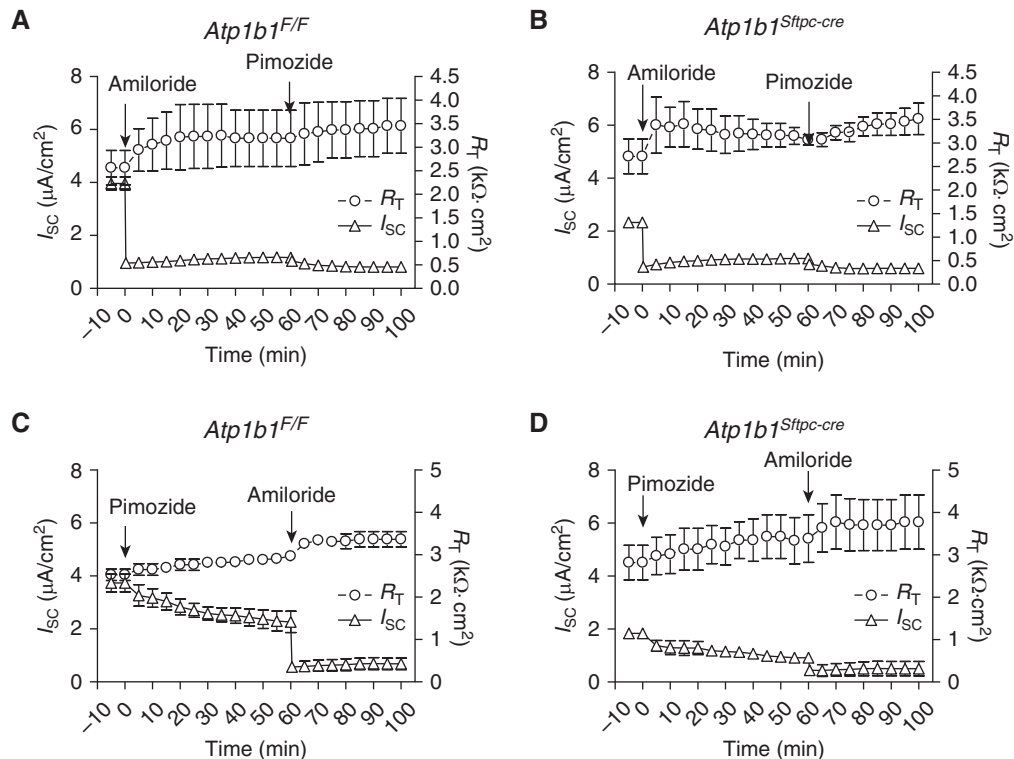 A
Atp1b1F/F
Amiloride
Pimozide
8
6
4
2
0
ISC (µA/cm2)
4.5
4.0
3.5
3.0
2.5
2.0
1.5
1.0
0.5
0.0
RT (kΩ·cm2)
RT
ISC
−10 0 10 20 30 40 50 60 70 80 90 100
Time (min)
B
Atp1b1Sftpc-cre
Amiloride
Pimozide
8
6
4
2
0
ISC (µA/cm2)
4.5
4.0
3.5
3.0
2.5
2.0
1.5
1.0
0.5
0.0
RT (kΩ·cm2)
RT
ISC
−10 0 10 20 30 40 50 60 70 80 90 100
Time (min)
C
Atp1b1F/F
Pimozide
Amiloride
8
6
4
2
0
ISC (µA/cm2)
5
4
3
2
1
0
RT (kΩ·cm2)
RT
ISC
−10 0 10 20 30 40 50 60 70 80 90 100
Time (min)
D
Atp1b1Sftpc-cre
Amiloride
Pimozide
8
6
4
2
0
ISC (µA/cm2)
5
4
3
2
1
0
RT (kΩ·cm2)
RT
ISC
−10 0 10 20 30 40 50 60 70 80 90 100
Time (min)